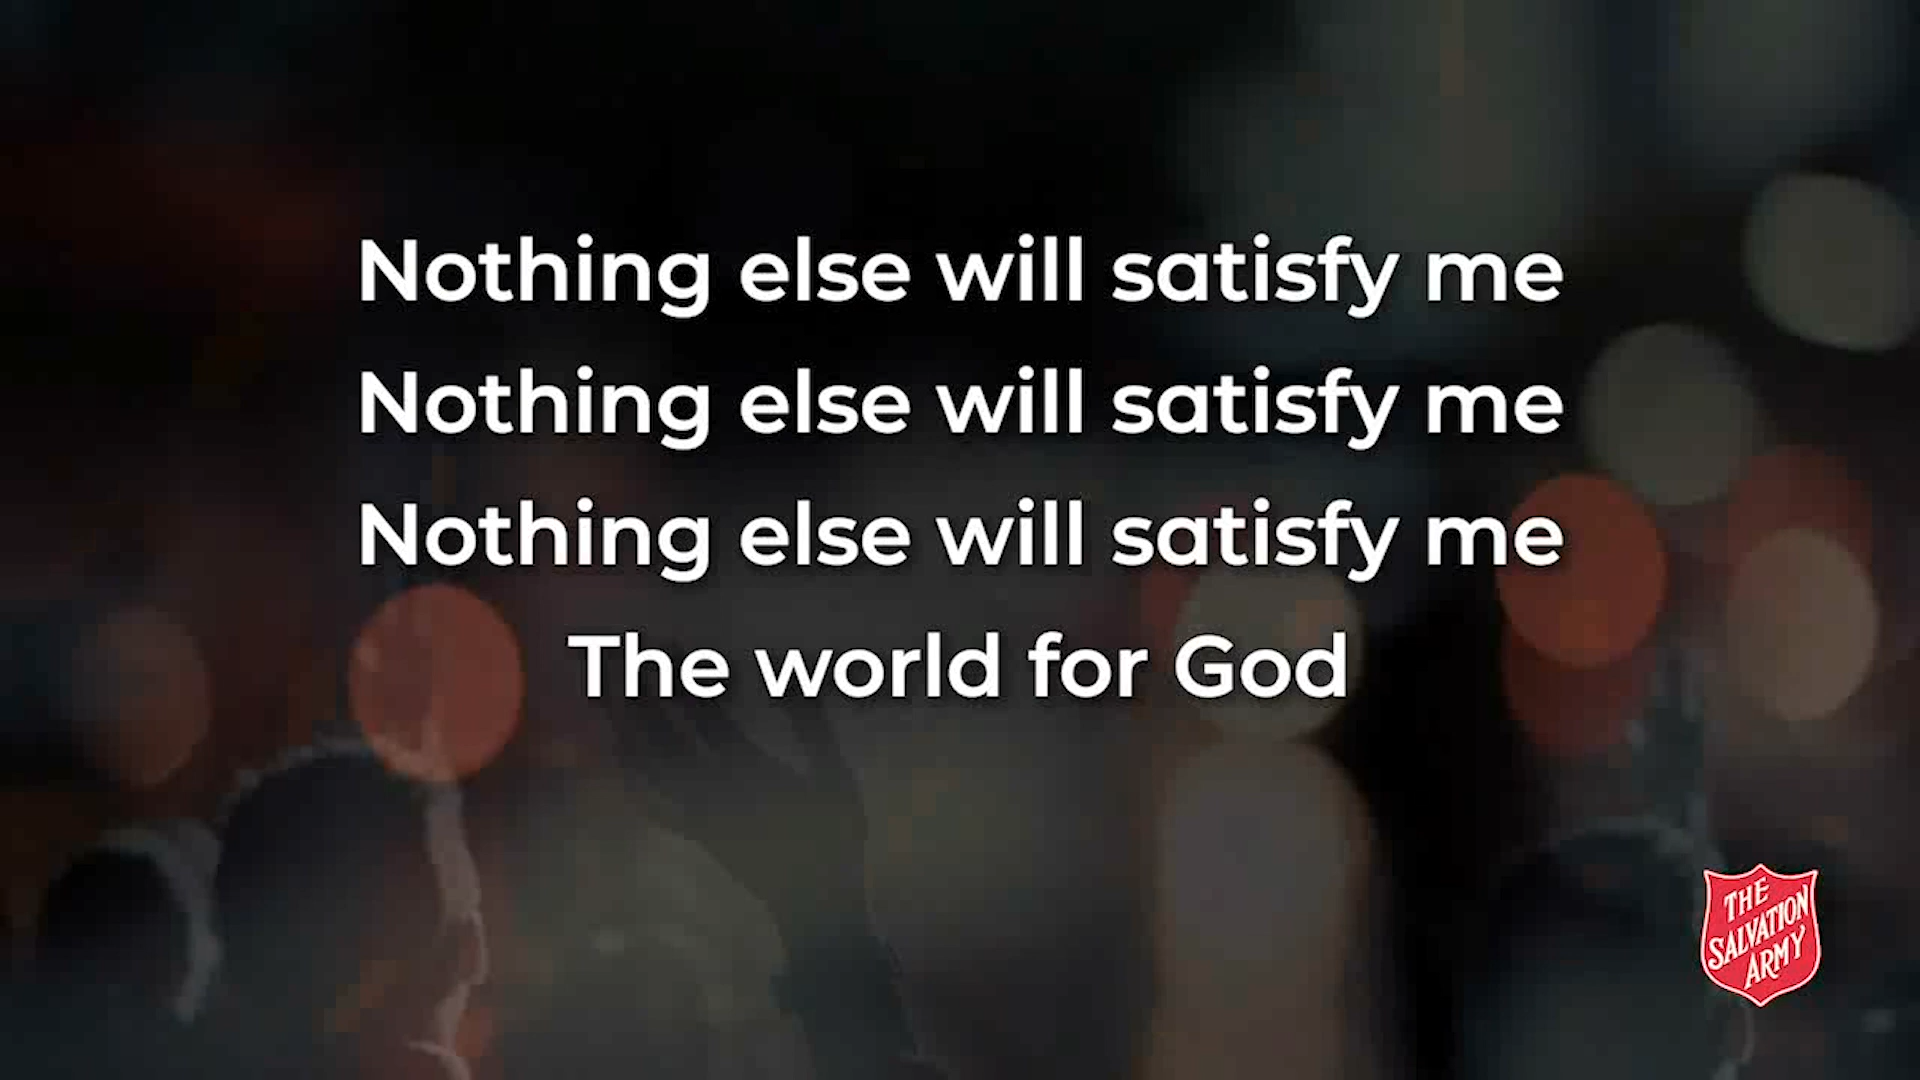 Nothing else will satisfy me
Nothing else will satisfy me
Nothing else will satisfy me
The world for God
THE
SALVATION
ARMY